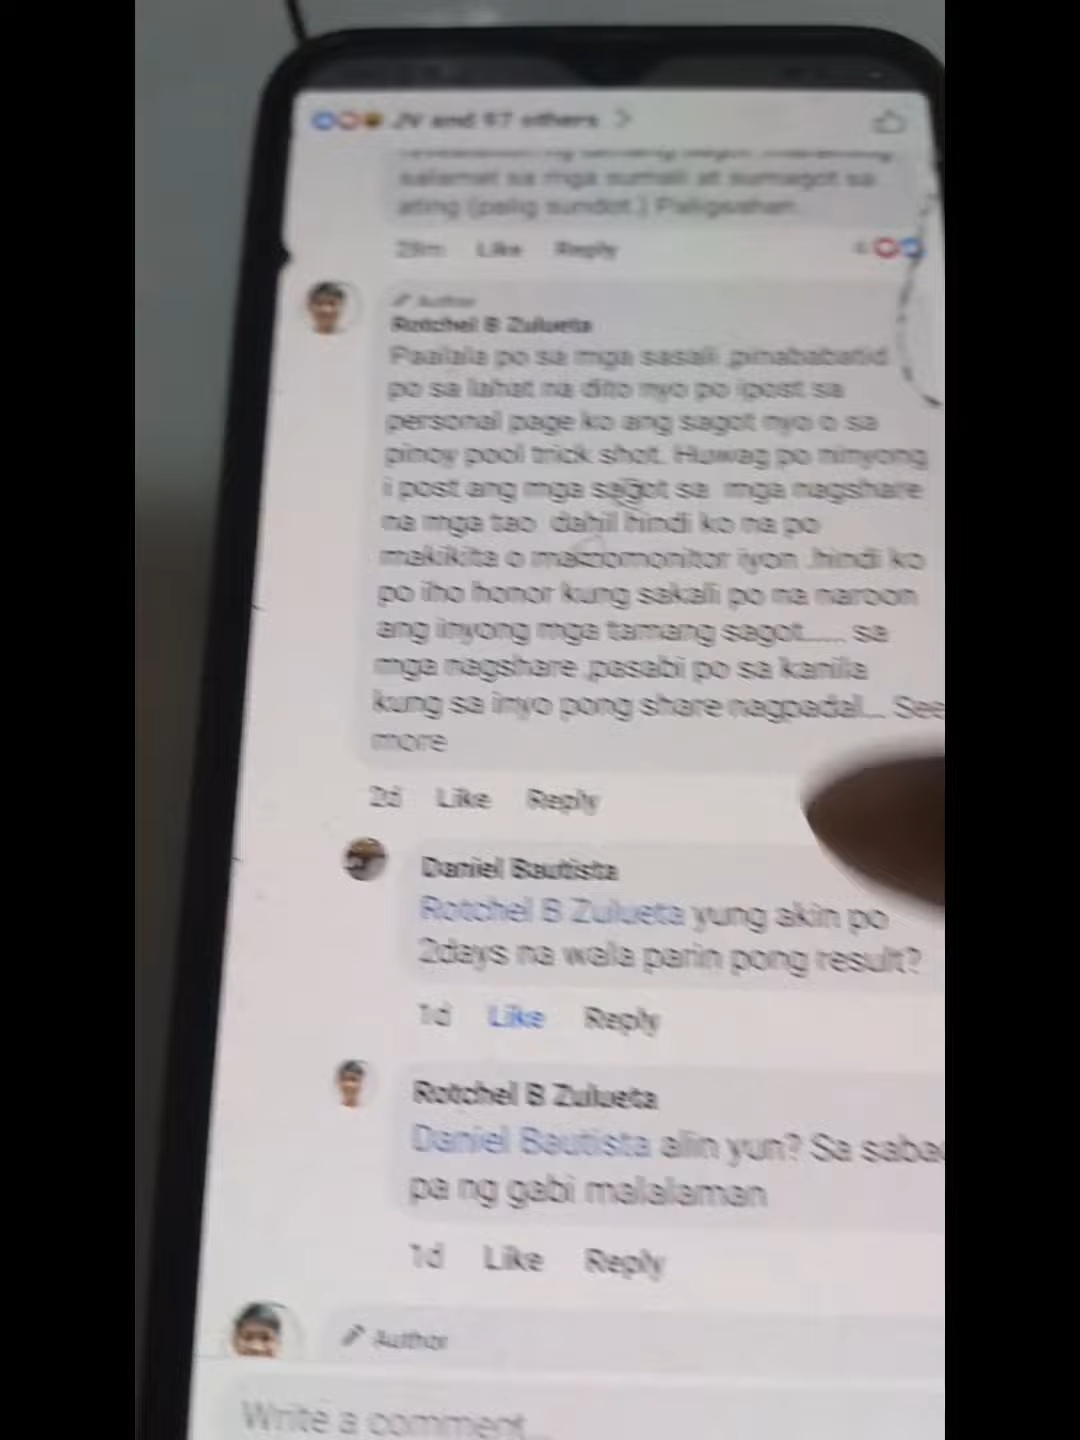 JV and 97 others
salamat sa mga sumali at sumagot sa
ating (palig sundot.) Paligsahan.
28m Like Reply
Author
Rotchel B Zulueta
Paalala po sa mga sasali ,pinababatid
po sa lahat na dito nyo po ipost sa
personal page ko ang sagot nyo o sa
pinoy pool trick shot. Huwag po ninyong
i post ang mga sagot sa mga nagshare
na mga tao dahil hindi ko na po
makikita o mamomonitor iyon .hindi ko
po iho honor kung sakali po na naroon
ang inyong mga tamang sagot...... sa
mga nagshare ,pasabi po sa kanila
kung sa inyo pong share nagpadal... See
more
2d Like Reply
Daniel Bautista
Rotchel B Zulueta yung akin po
2days na wala parin pong result?
1d Like Reply
Rotchel B Zulueta
Daniel Bautista alin yun? Sa sabad
pa ng gabi malalaman
1d Like Reply
Author
Write a comment...